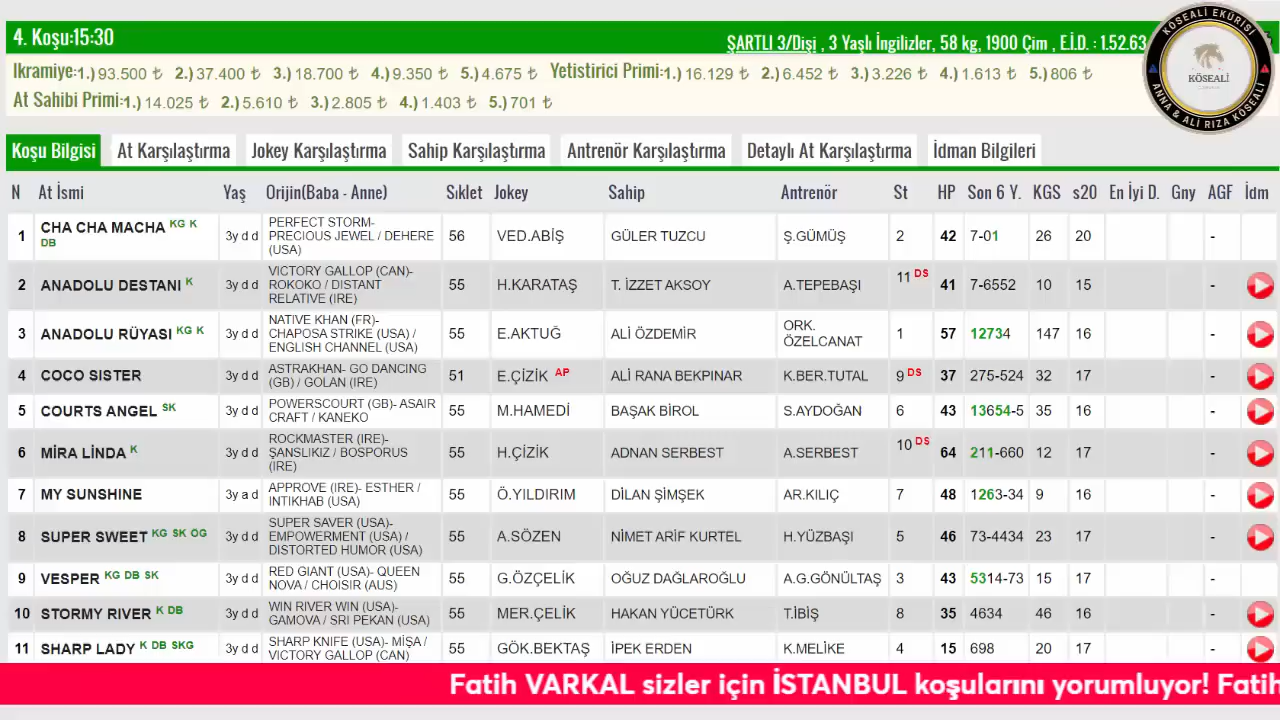 4. Koşu:15:30
ŞARTLI 3/Dişi , 3 Yaşlı İngilizler, 58 kg, 1900 Çim , E.İ.D. : 1.52.63
KÖSEALİ EKÜRİSİ
KÖSEALİ
ANNA & ALİ RIZA KÖSEALİ
İkramiye:1.) 93.500 ₺ 2.) 37.400 ₺ 3.) 18.700 ₺ 4.) 9.350 ₺ 5.) 4.675 ₺ Yetistirici Primi:1.) 16.129 ₺ 2.) 6.452 ₺ 3.) 3.226 ₺ 4.) 1.613 ₺ 5.) 806 ₺
At Sahibi Primi:1.) 14.025 ₺ 2.) 5.610 ₺ 3.) 2.805 ₺ 4.) 1.403 ₺ 5.) 701 ₺
Koşu Bilgisi At Karşılaştırma Jokey Karşılaştırma Sahip Karşılaştırma Antrenör Karşılaştırma Detaylı At Karşılaştırma İdman Bilgileri
N At İsmi Yaş Orijin(Baba - Anne) Sıklet Jokey Sahip Antrenör St HP Son 6 Y. KGS s20 En İyi D. Gny AGF İdm
1 CHA CHA MACHA KG K DB 3y d d PERFECT STORM- PRECIOUS JEWEL / DEHERE (USA) 56 VED.ABİŞ GÜLER TUZCU Ş.GÜMÜŞ 2 42 7-01 26 20 -
2 ANADOLU DESTANI K 3y d d VICTORY GALLOP (CAN)- ROKOKO / DISTANT RELATIVE (IRE) 55 H.KARATAŞ T. İZZET AKSOY A.TEPEBAŞI 11 DS 41 7-6552 10 15 -
3 ANADOLU RÜYASI KG K 3y d d NATIVE KHAN (FR)- CHAPOSA STRIKE (USA) / ENGLISH CHANNEL (USA) 55 E.AKTUĞ ALİ ÖZDEMİR ORK. ÖZELCANAT 1 57 12734 147 16 -
4 COCO SISTER 3y d d ASTRAKHAN- GO DANCING (GB) / GOLAN (IRE) 51 E.ÇİZİK AP ALİ RANA BEKPINAR K.BER.TUTAL 9 DS 37 275-524 32 17 -
5 COURTS ANGEL SK 3y d d POWERSCOURT (GB)- ASAIR CRAFT / KANEKO 55 M.HAMEDİ BAŞAK BİROL S.AYDOĞAN 6 43 13654-5 35 16 -
6 MİRA LİNDA K 3y d d ROCKMASTER (IRE)- ŞANSLIKIZ / BOSPORUS (IRE) 55 H.ÇİZİK ADNAN SERBEST A.SERBEST 10 DS 64 211-660 12 17 -
7 MY SUNSHINE 3y a d APPROVE (IRE)- ESTHER / INTIKHAB (USA) 55 Ö.YILDIRIM DİLAN ŞİMŞEK AR.KILIÇ 7 48 1263-34 9 16 -
8 SUPER SWEET KG SK ÖG 3y d d SUPER SAVER (USA)- EMPOWERMENT (USA) / DISTORTED HUMOR (USA) 55 A.SÖZEN NİMET ARİF KURTEL H.YÜZBAŞI 5 46 73-4434 23 17 -
9 VESPER KG DB SK 3y d d RED GIANT (USA)- QUEEN NOVA / CHOISIR (AUS) 55 G.ÖZÇELİK OĞUZ DAĞLAROĞLU A.G.GÖNÜLTAŞ 3 43 5314-73 15 17 -
10 STORMY RIVER K DB 3y d d WIN RIVER WIN (USA)- GAMOVA / SRI PEKAN (USA) 55 MER.ÇELİK HAKAN YÜCETÜRK T.İBİŞ 8 35 4634 46 16 -
11 SHARP LADY K DB SKG 3y d d SHARP KNIFE (USA)- MİŞA / VICTORY GALLOP (CAN) 55 GÖK.BEKTAŞ İPEK ERDEN K.MELİKE 4 15 698 20 17 -
Fatih VARKAL sizler için İSTANBUL koşularını yorumluyor! Fatih